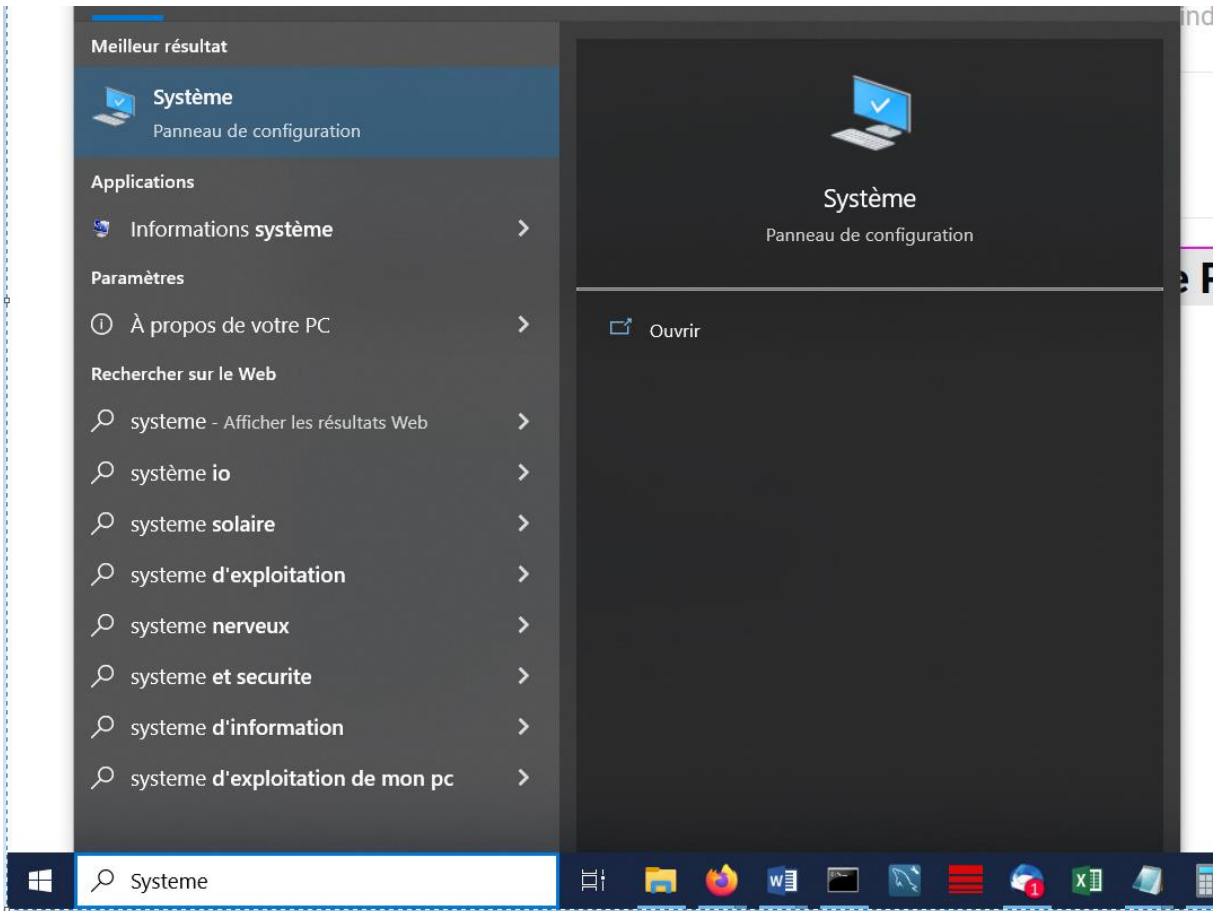 Meilleur résultat
Système
Panneau de configuration
Applications
Informations système
Paramètres
À propos de votre PC
Rechercher sur le Web
systeme - Afficher les résultats Web
système io
systeme solaire
systeme d'exploitation
systeme nerveux
systeme et securite
systeme d'information
systeme d'exploitation de mon pc
Systeme
Système
Panneau de configuration
Ouvrir
ind
e P
1